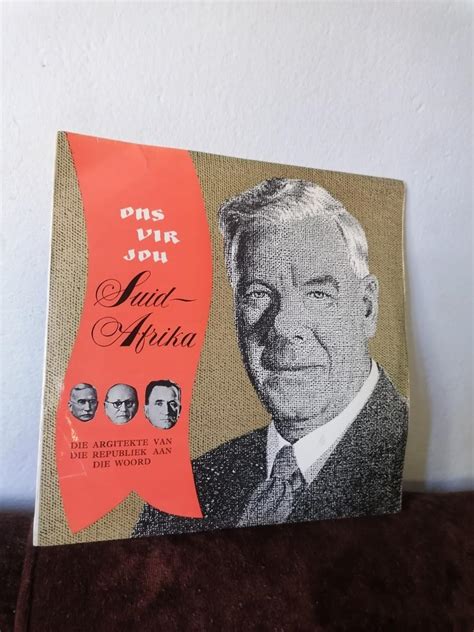 ONS
VIR
JOU
Suid-
Afrika
DIE ARGITEKTE VAN
DIE REPUBLIEK AAN
DIE WOORD